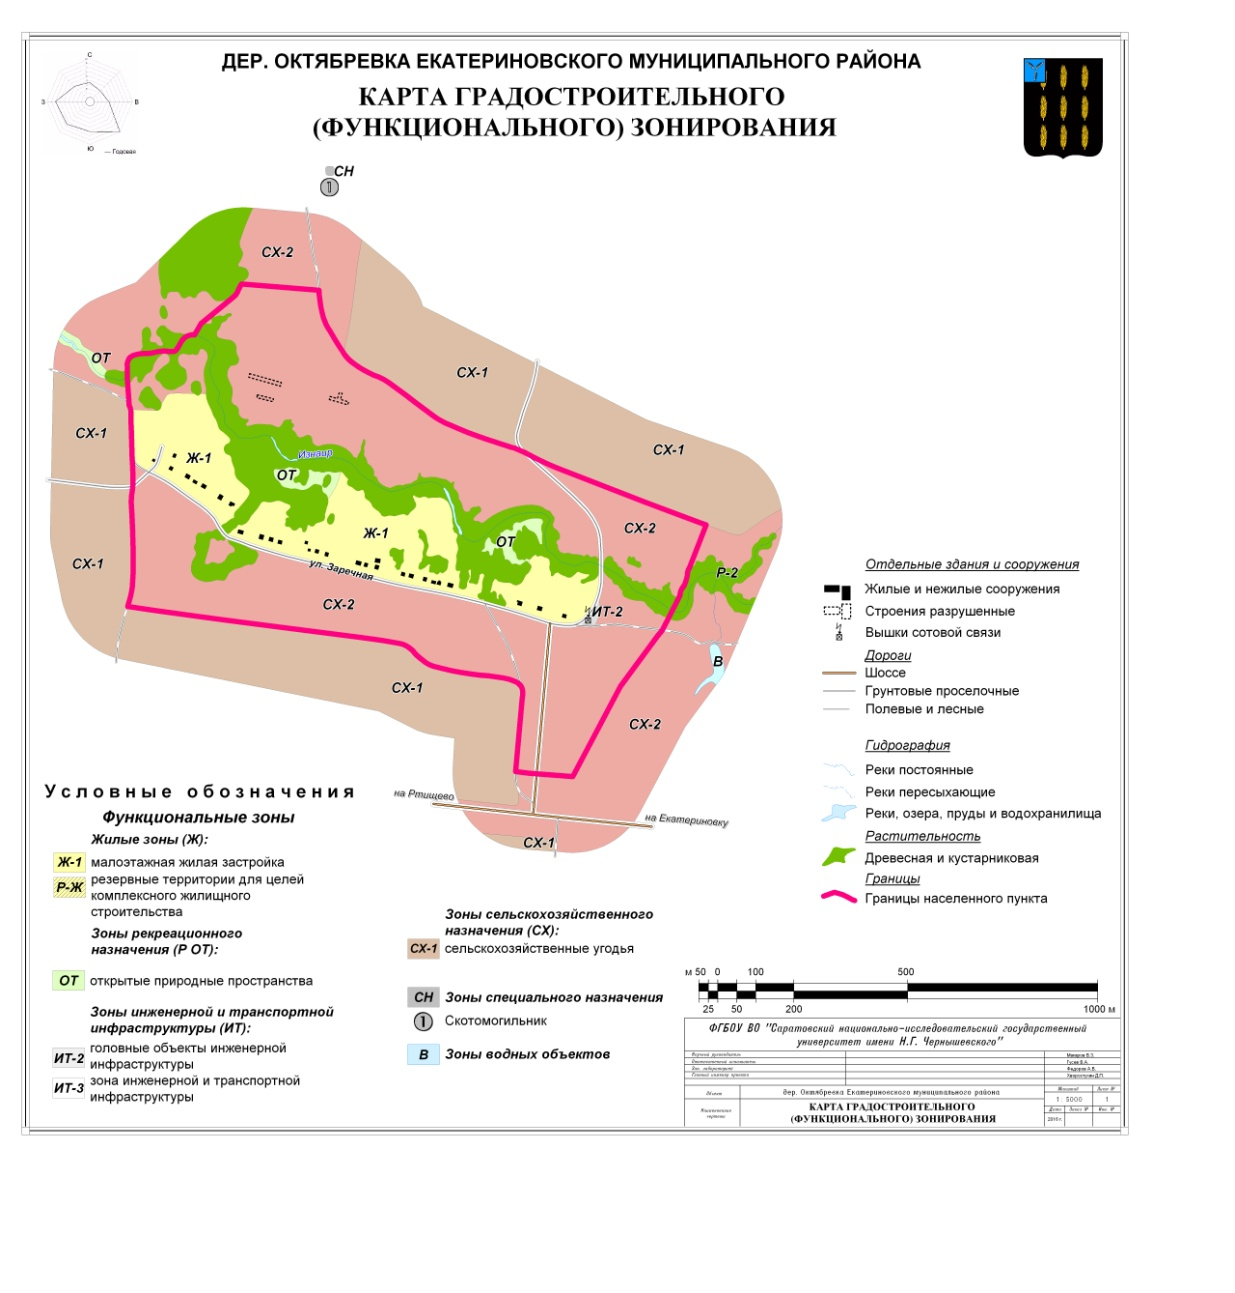 ДЕР. ОКТЯБРЕВКА ЕКАТЕРИНОВСКОГО МУНИЦИПАЛЬНОГО РАЙОНА
КАРТА ГРАДОСТРОИТЕЛЬНОГО
(ФУНКЦИОНАЛЬНОГО) ЗОНИРОВАНИЯ
С
З
В
Ю
— Годовая
СН
1
СХ-2
ОТ
СХ-1
СХ-1
СХ-1
Ж-1
Изнаир
ОТ
СХ-2
Ж-1
ОТ
СХ-1
ул. Заречная
Р-2
СХ-2
ИТ-2
В
СХ-1
СХ-2
на Ртищево
на Екатериновку
СХ-1
Отдельные здания и сооружения
Жилые и нежилые сооружения
Строения разрушенные
Вышки сотовой связи
Дороги
Шоссе
Грунтовые проселочные
Полевые и лесные
Гидрография
Реки постоянные
Реки пересыхающие
Реки, озера, пруды и водохранилища
Растительность
Древесная и кустарниковая
Границы
Границы населенного пункта
Условные обозначения
Функциональные зоны
Жилые зоны (Ж):
Ж-1 малоэтажная жилая застройка
Р-Ж резервные территории для целей
комплексного жилищного
строительства
Зоны рекреационного
назначения (Р ОТ):
ОТ открытые природные пространства
Зоны инженерной и транспортной
инфраструктуры (ИТ):
ИТ-2 головные объекты инженерной
инфраструктуры
ИТ-3 зона инженерной и транспортной
инфраструктуры
Зоны сельскохозяйственного
назначения (СХ):
СХ-1 сельскохозяйственные угодья
СН Зоны специального назначения
1 Скотомогильник
В Зоны водных объектов
м 50 0 100 500
25 50 200 1000 м
ФГБОУ ВО "Саратовский национально-исследовательский государственный
университет имени Н.Г. Чернышевского"
Объект
дер. Октябревка Екатериновского муниципального района
КАРТА ГРАДОСТРОИТЕЛЬНОГО
(ФУНКЦИОНАЛЬНОГО) ЗОНИРОВАНИЯ
Масштаб
1 : 5000
1